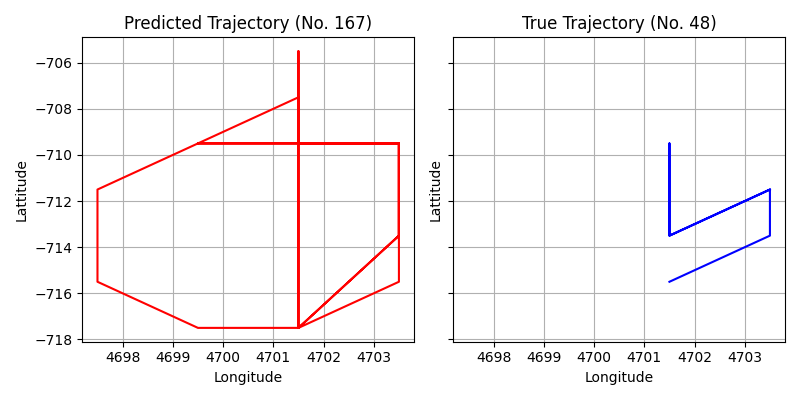 Predicted Trajectory (No. 167)
Lattitude
−706
−708
−710
−712
−714
−716
−718
4698 4699 4700 4701 4702 4703
Longitude
True Trajectory (No. 48)
Lattitude
4698 4699 4700 4701 4702 4703
Longitude